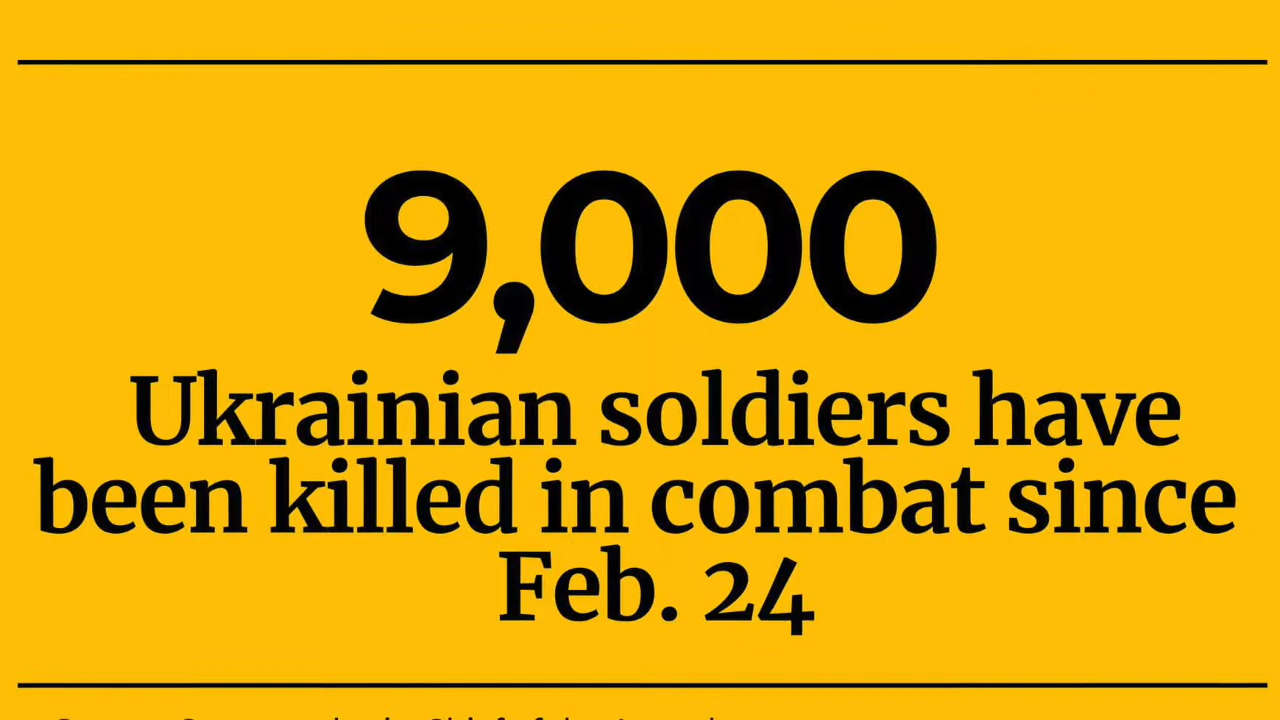 9,000
Ukrainian soldiers have
been killed in combat since
Feb. 24